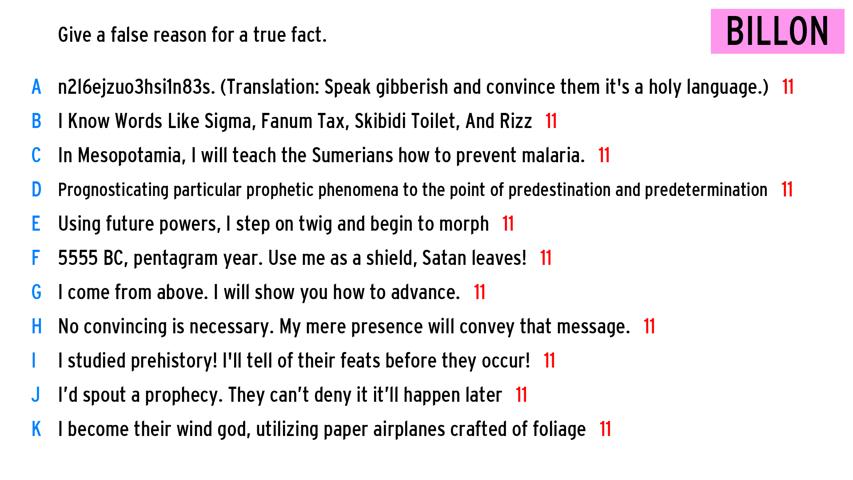 Give a false reason for a true fact.
BILLON
A n2l6ejzuo3hsi1n83s. (Translation: Speak gibberish and convince them it's a holy language.) 11
B I Know Words Like Sigma, Fanum Tax, Skibidi Toilet, And Rizz 11
C In Mesopotamia, I will teach the Sumerians how to prevent malaria. 11
D Prognosticating particular prophetic phenomena to the point of predestination and predetermination 11
E Using future powers, I step on twig and begin to morph 11
F 5555 BC, pentagram year. Use me as a shield, Satan leaves! 11
G I come from above. I will show you how to advance. 11
H No convincing is necessary. My mere presence will convey that message. 11
I I studied prehistory! I'll tell of their feats before they occur! 11
J I’d spout a prophecy. They can’t deny it it’ll happen later 11
K I become their wind god, utilizing paper airplanes crafted of foliage 11